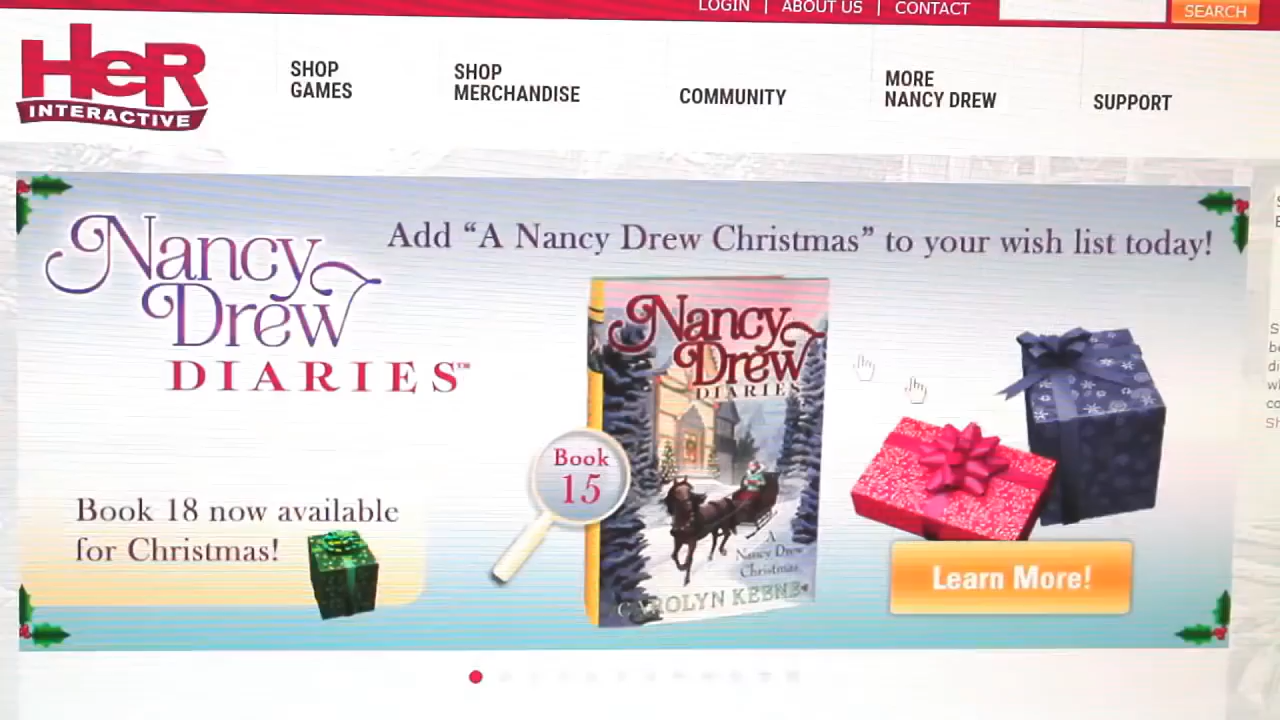 LOGIN | ABOUT US | CONTACT
SEARCH
HeR
INTERACTIVE
SHOP
GAMES
SHOP
MERCHANDISE
COMMUNITY
MORE
NANCY DREW
SUPPORT
Nancy
Drew
DIARIES™
Add “A Nancy Drew Christmas” to your wish list today!
Nancy
Drew
DIARIES
Book
15
A
Nancy Drew
Christmas
CAROLYN KEENE
Book 18 now available
for Christmas!
Learn More!